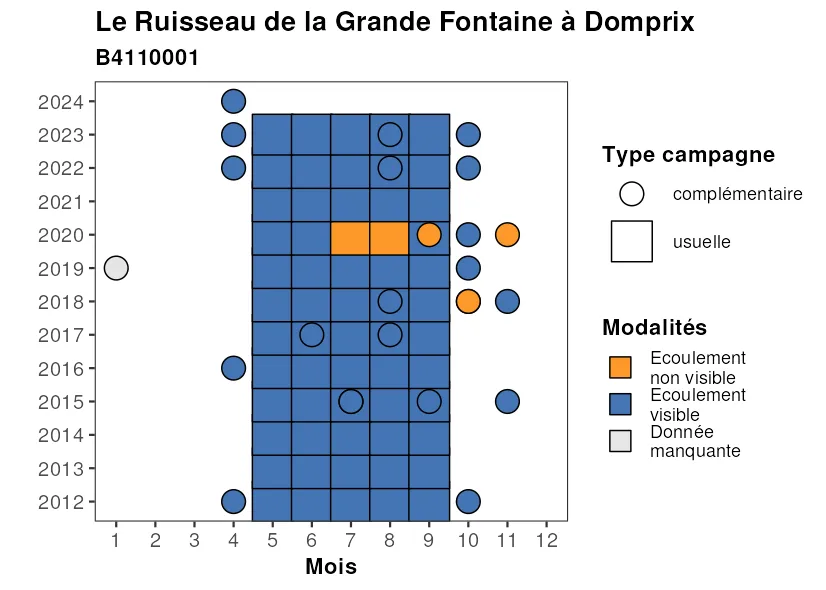 Le Ruisseau de la Grande Fontaine à Domprix
B4110001
2024
2023
2022
2021
2020
2019
2018
2017
2016
2015
2014
2013
2012
1 2 3 4 5 6 7 8 9 10 11 12
Mois
Type campagne
complémentaire
usuelle
Modalités
Ecoulement
non visible
Ecoulement
visible
Donnée
manquante